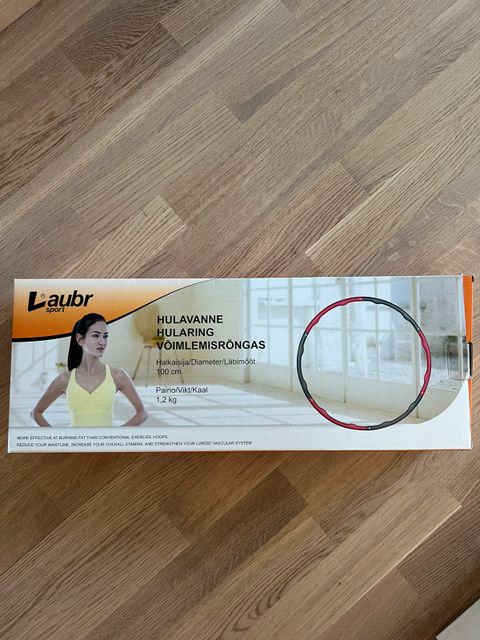 Laubr®
sport
HULAVANNE
HULARING
VÕIMLEMISRÕNGAS
Halkaisija/Diameter/Läbimõõt
100 cm
Paino/Vikt/Kaal
1,2 kg
MORE EFFECTIVE AT BURNING FAT THAN CONVENTIONAL EXERCISE HOOPS.
REDUCE YOUR WAISTLINE, INCREASE YOUR OVERALL STAMINA, AND STRENGTHEN YOUR CARDIO VASCULAR SYSTEM